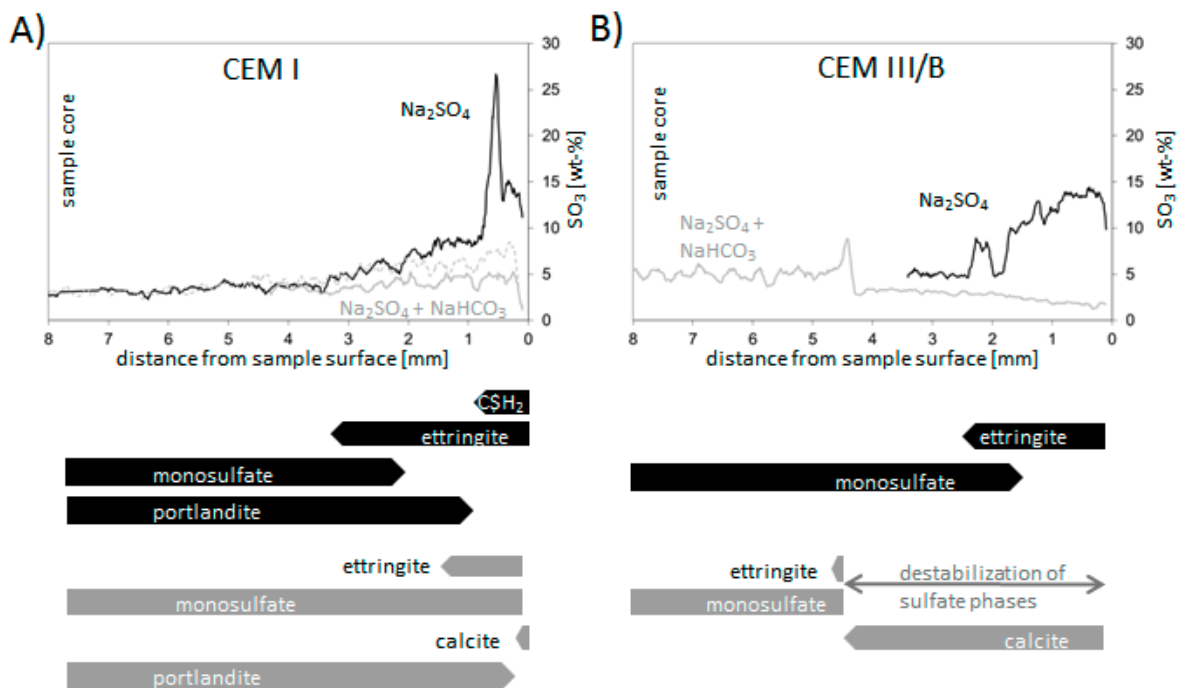 A)
CEM I
Na₂SO₄
sample core
Na₂SO₄ + NaHCO₃
30
25
20
15
10
5
0
SO₃ [wt-%]
8 7 6 5 4 3 2 1 0
distance from sample surface [mm]
C$H₂
ettringite
monosulfate
portlandite
ettringite
monosulfate
calcite
portlandite
B)
CEM III/B
sample core
Na₂SO₄
Na₂SO₄ +
NaHCO₃
30
25
20
15
10
5
0
SO₃ [wt-%]
8 7 6 5 4 3 2 1 0
distance from sample surface [mm]
ettringite
monosulfate
ettringite
monosulfate
destabilization of
sulfate phases
calcite